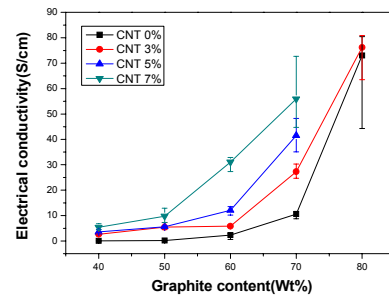 Electrical conductivity(S/cm)
90
80
70
60
50
40
30
20
10
0
CNT 0%
CNT 3%
CNT 5%
CNT 7%
40
50
60
70
80
Graphite content(Wt%)